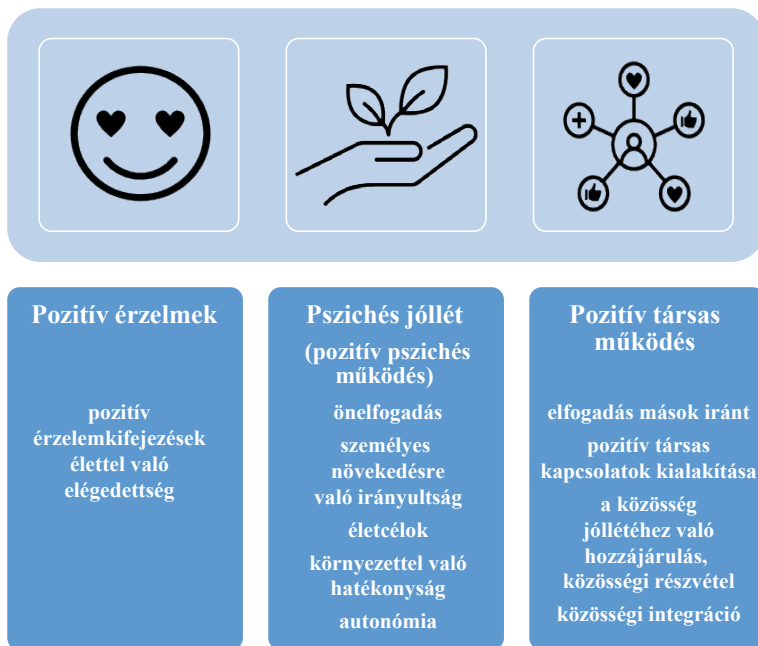 Pozitív érzelmek
pozitív
érzelemkifejezések
élettel való
elégedettség
Pszichés jóllét
(pozitív pszichés
működés)
önelfogadás
személyes
növekedésre
való irányultság
életcélok
környezettel való
hatékonyság
autonómia
Pozitív társas
működés
elfogadás mások iránt
pozitív társas
kapcsolatok kialakítása
a közösség
jóllétéhez való
hozzájárulás,
közösségi részvétel
közösségi integráció